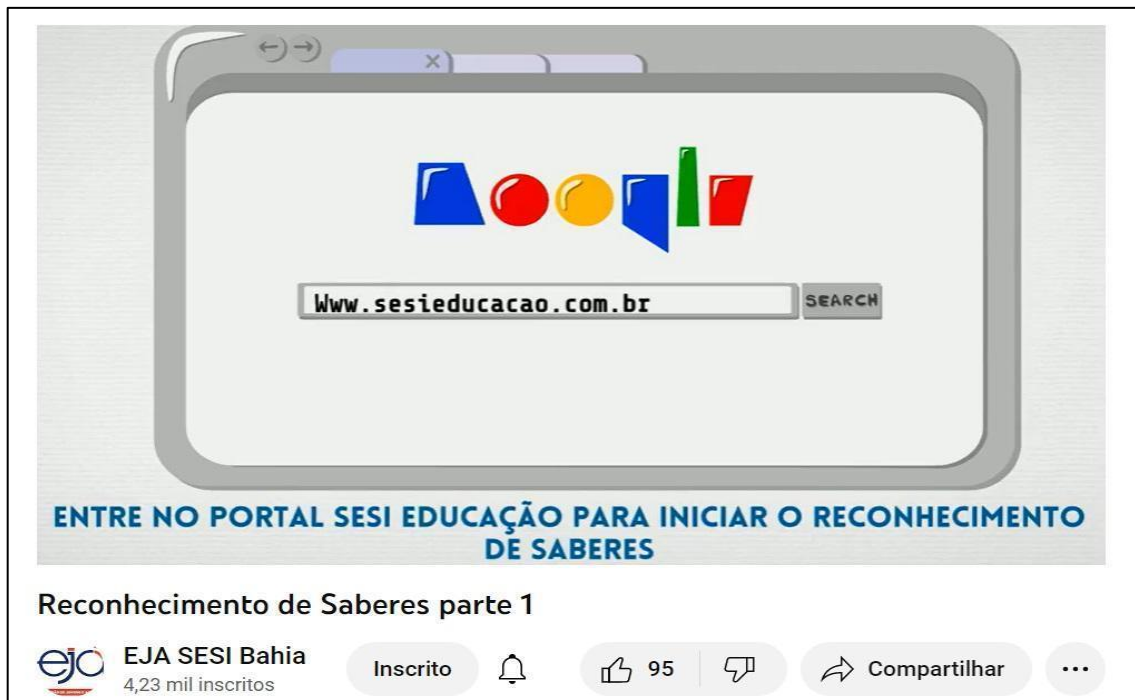 Www.sesieducacao.com.br
SEARCH
ENTRE NO PORTAL SESI EDUCAÇÃO PARA INICIAR O RECONHECIMENTO
DE SABERES
Reconhecimento de Saberes parte 1
eja
EJA SESI Bahia
4,23 mil inscritos
Inscrito
95
Compartilhar